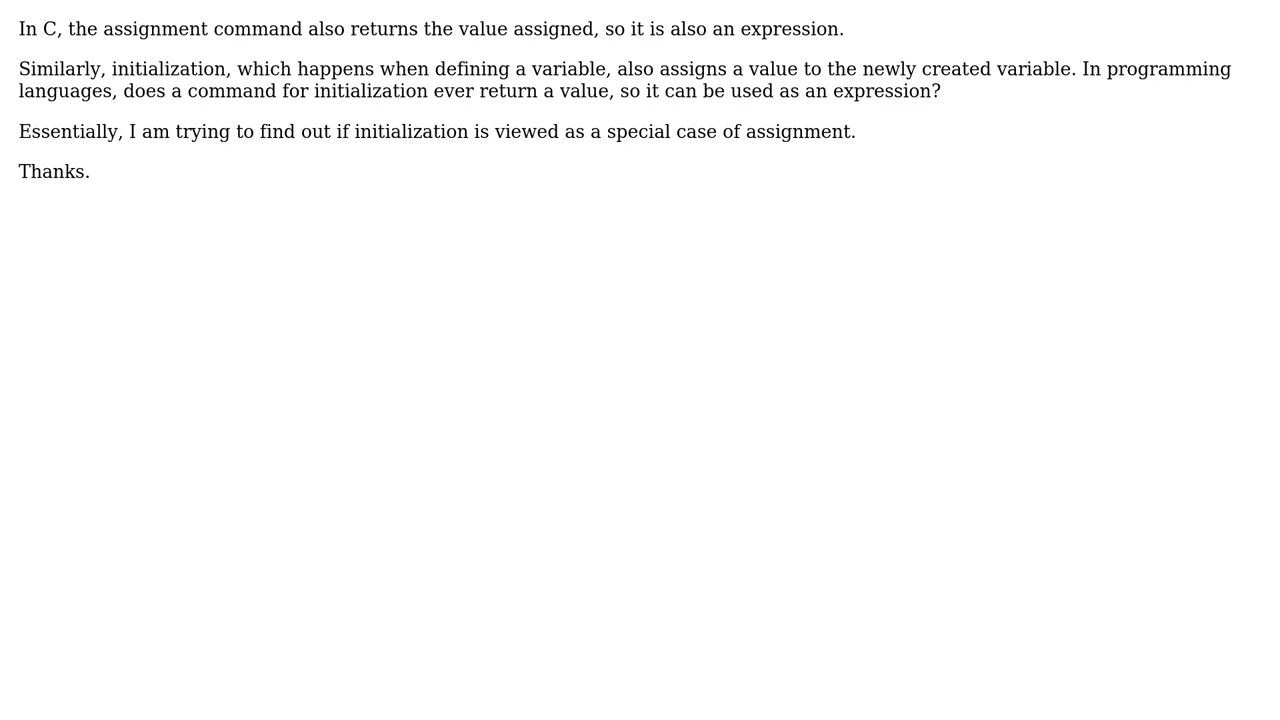 In C, the assignment command also returns the value assigned, so it is also an expression.
Similarly, initialization, which happens when defining a variable, also assigns a value to the newly created variable. In programming
languages, does a command for initialization ever return a value, so it can be used as an expression?
Essentially, I am trying to find out if initialization is viewed as a special case of assignment.
Thanks.